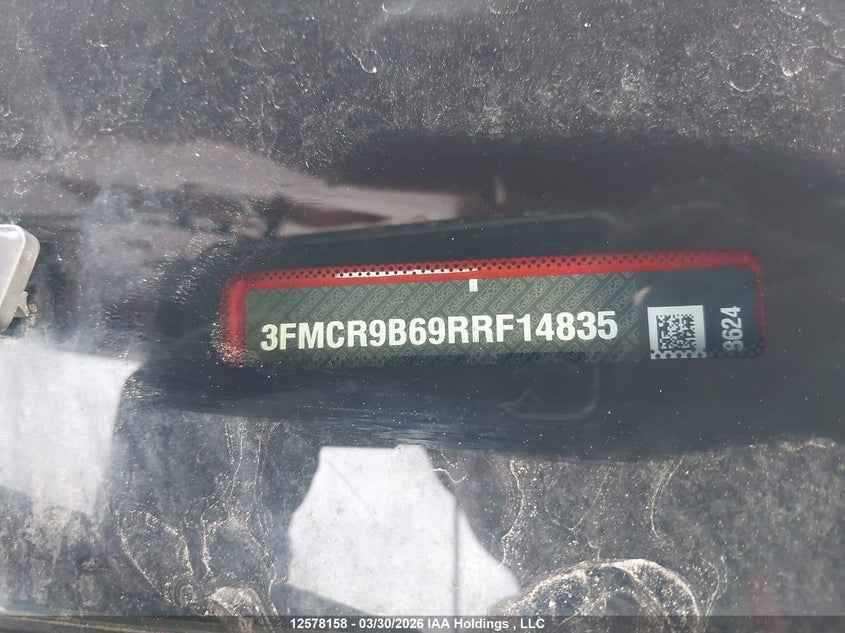 3FMCR9B69RRF14835
3624
12578158 - 03/30/2026 IAA Holdings , LLC